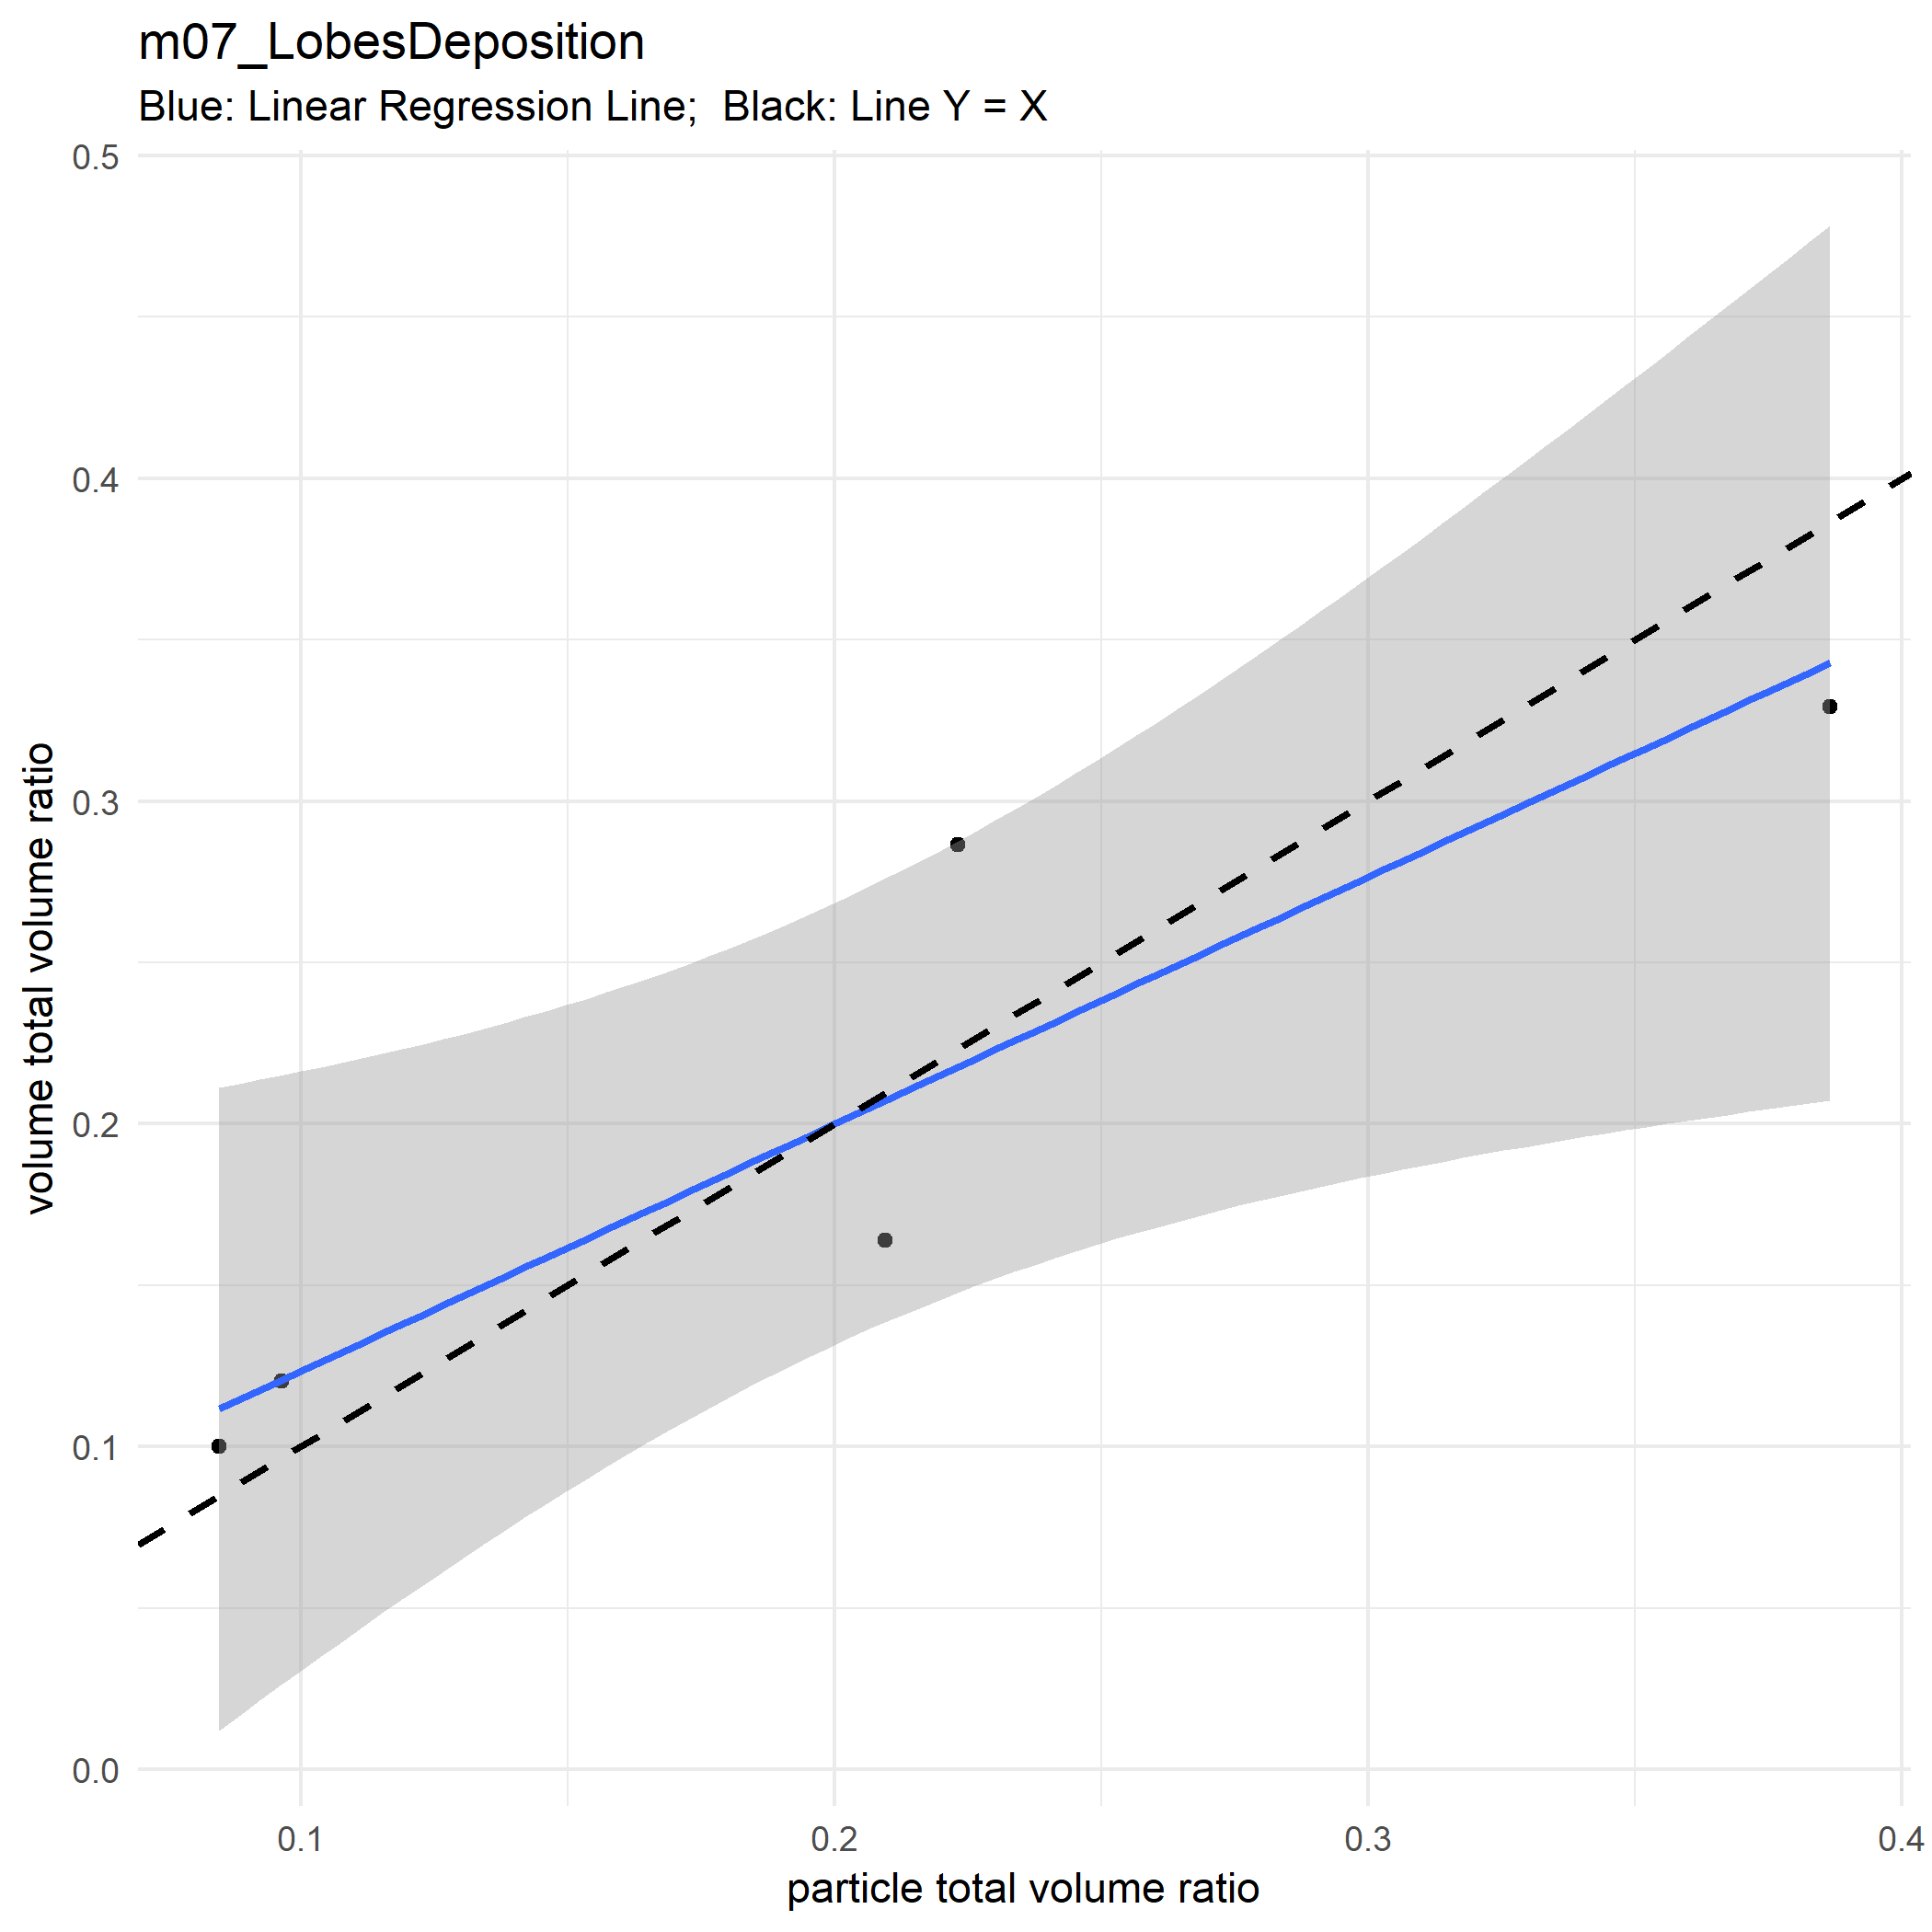 m07_LobesDeposition
Blue: Linear Regression Line;  Black: Line Y = X
0.5
0.4
0.3
0.2
0.1
0.0
volume total volume ratio
0.1
0.2
0.3
0.4
particle total volume ratio